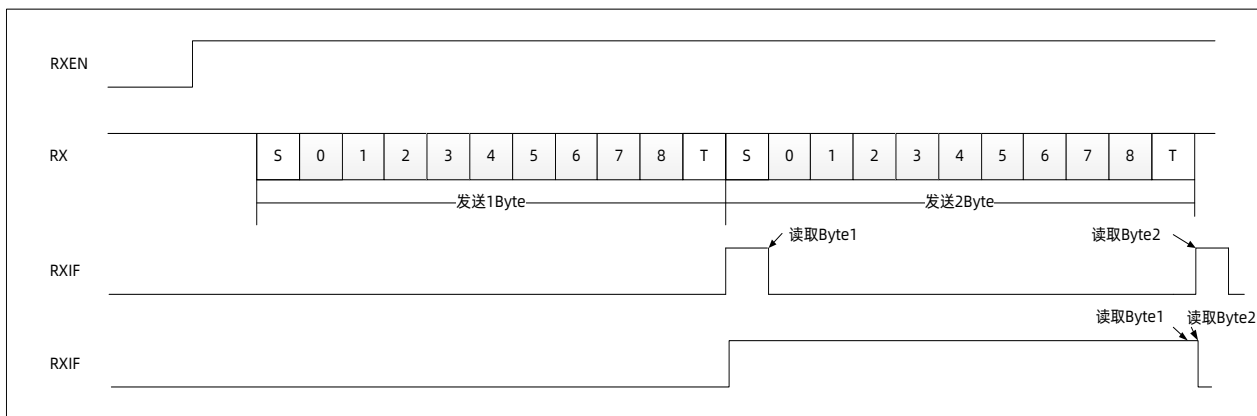 RXEN
RX
S 0 1 2 3 4 5 6 7 8 T S 0 1 2 3 4 5 6 7 8 T
发送1Byte
发送2Byte
读取Byte1
读取Byte2
RXIF
读取Byte1
读取Byte2
RXIF